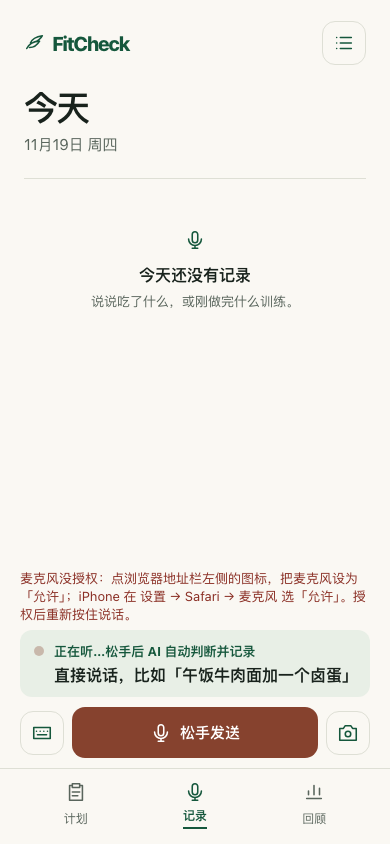 FitCheck
今天
11月19日 周四
今天还没有记录
说说吃了什么，或刚做完什么训练。
麦克风没授权：点浏览器地址栏左侧的图标，把麦克风设为
「允许」；iPhone 在 设置 → Safari → 麦克风 选「允许」。授
权后重新按住说话。
正在听…松手后 AI 自动判断并记录
直接说话，比如「午饭牛肉面加一个卤蛋」
松手发送
计划
记录
回顾